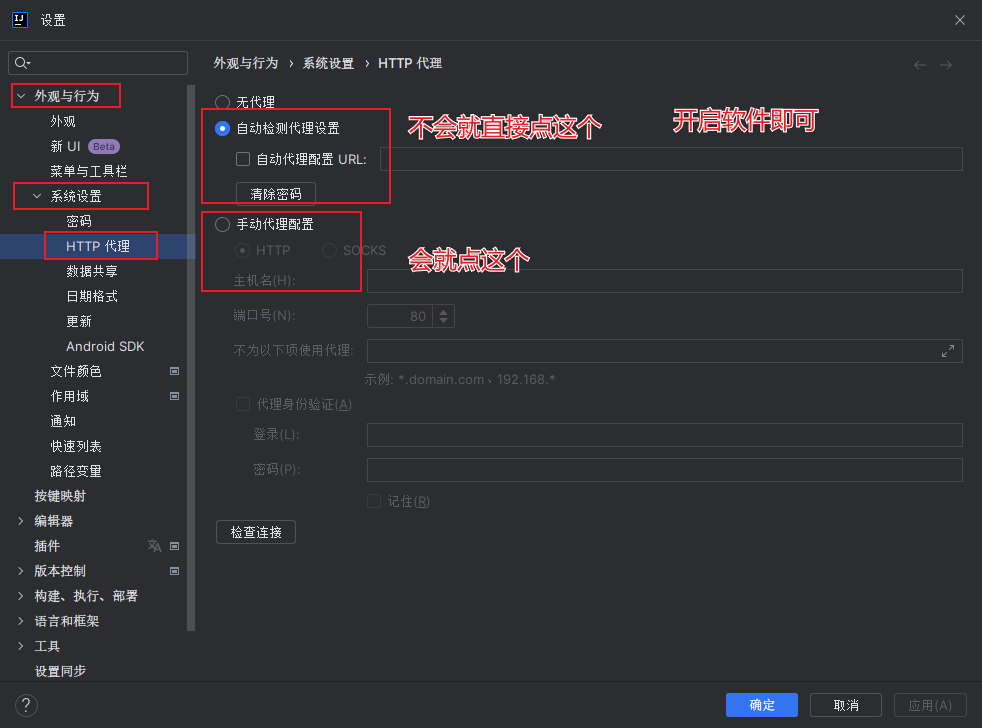 设置
外观与行为
外观
新 UI Beta
菜单与工具栏
系统设置
密码
HTTP 代理
数据共享
日期格式
更新
Android SDK
文件颜色
作用域
通知
快速列表
路径变量
按键映射
编辑器
插件
版本控制
构建、执行、部署
语言和框架
工具
设置同步
外观与行为 › 系统设置 › HTTP 代理
无代理
自动检测代理设置
不会就直接点这个
开启软件即可
自动代理配置 URL:
清除密码
手动代理配置
HTTP SOCKS
会就点这个
主机名(H):
端口号(N): 80
不为以下项使用代理:
示例: *.domain.com、192.168.*
代理身份验证(A)
登录(L):
密码(P):
记住(R)
检查连接
?
确定 取消 应用(A)